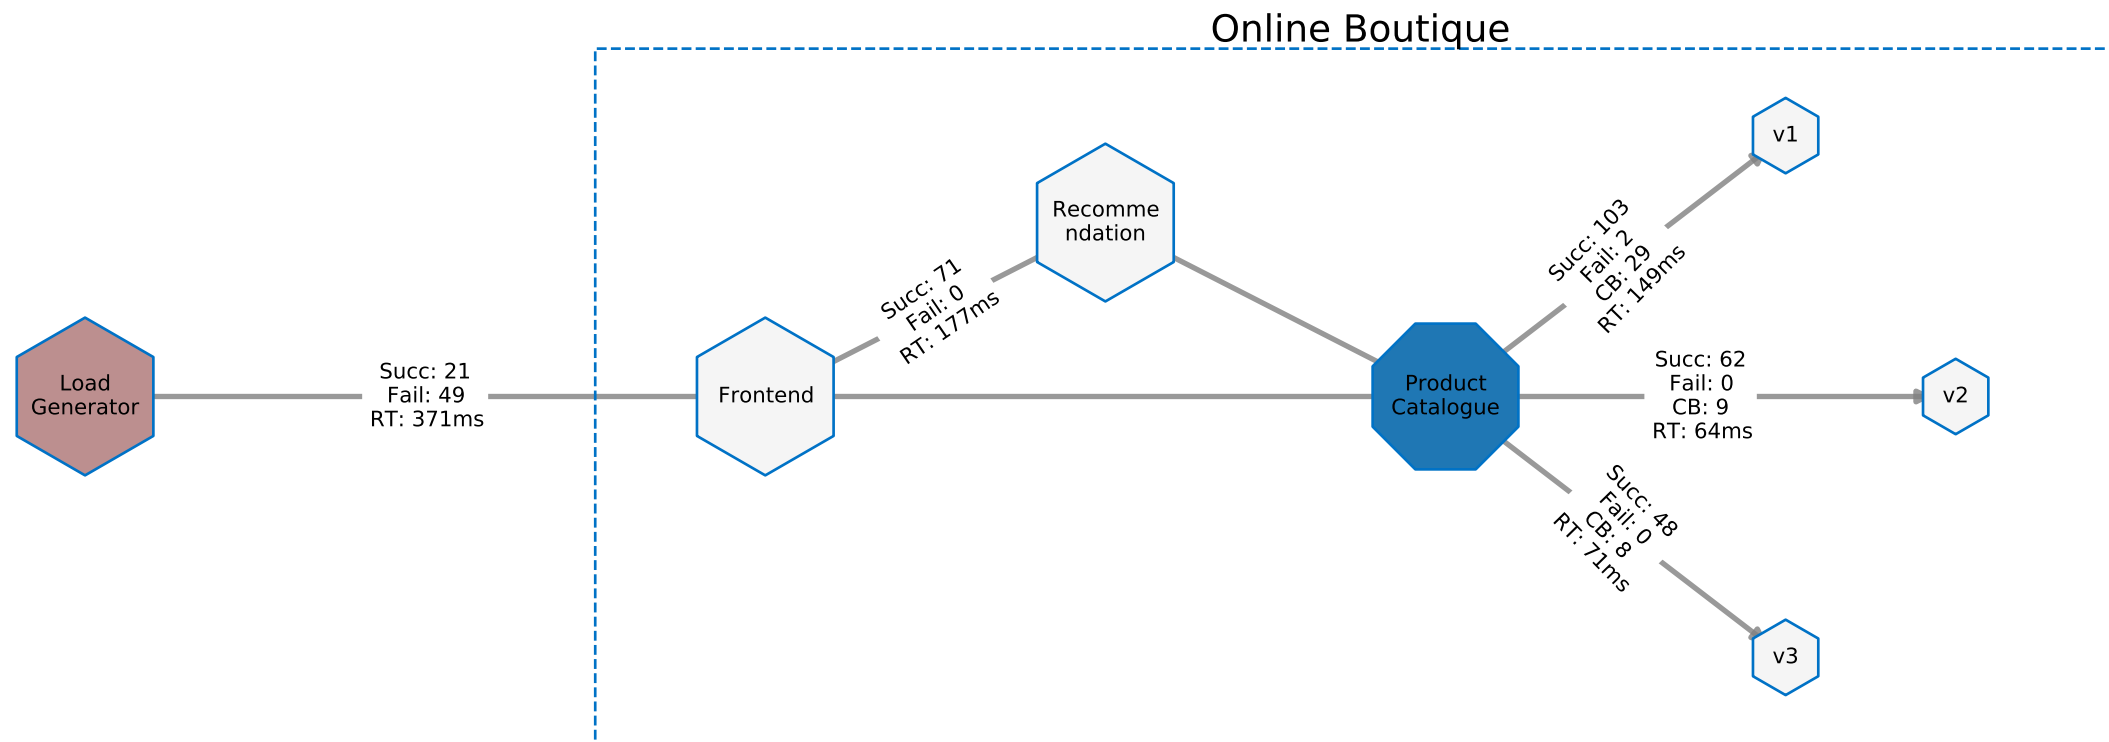 Online Boutique
Load
Generator
Succ: 21
Fail: 49
RT: 371ms
Frontend
Succ: 71
Fail: 0
RT: 177ms
Recomme
ndation
Product
Catalogue
Succ: 103
Fail: 2
CB: 29
RT: 149ms
v1
Succ: 62
Fail: 0
CB: 9
RT: 64ms
v2
Succ: 48
Fail: 0
CB: 8
RT: 71ms
v3